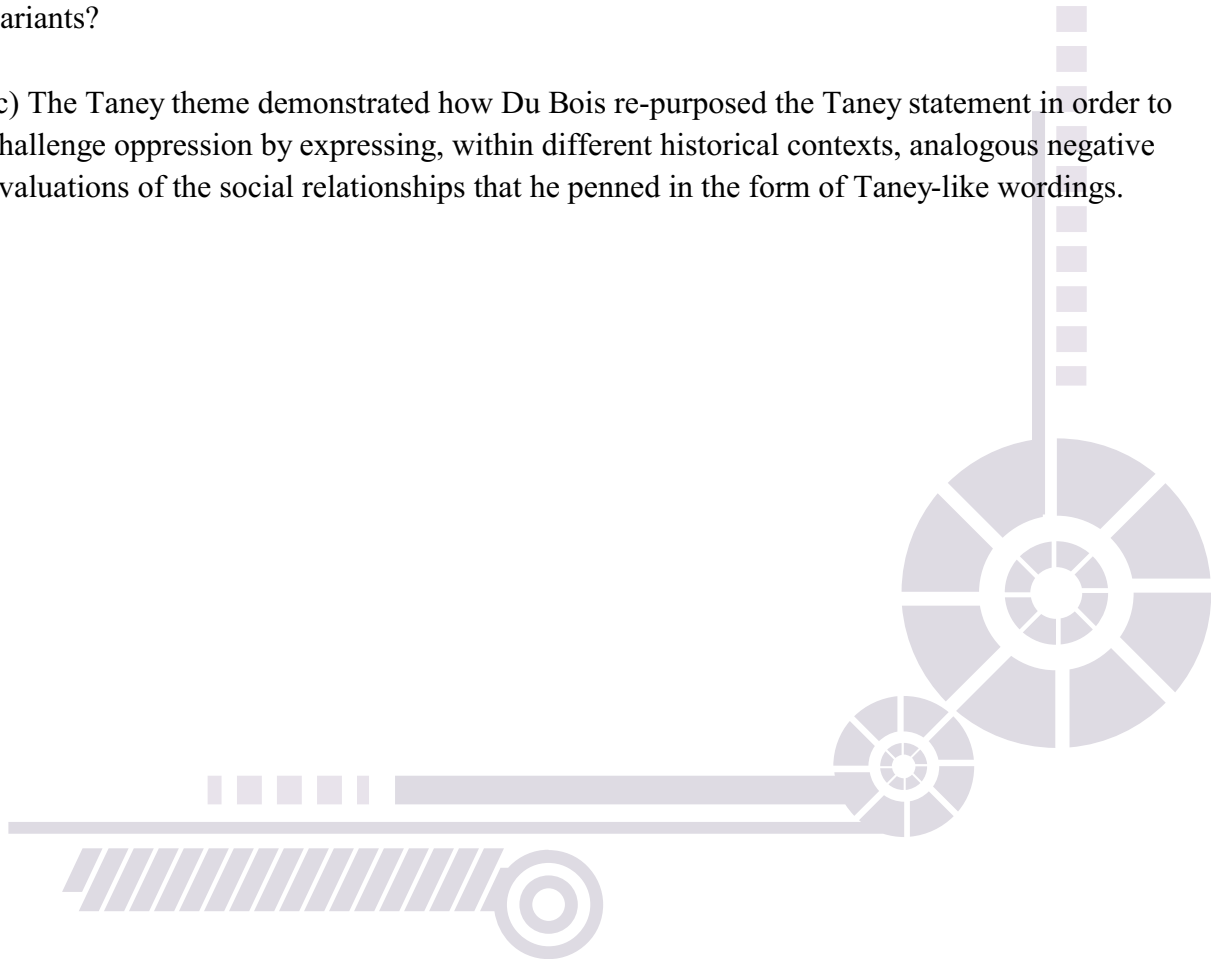 ariants?
c) The Taney theme demonstrated how Du Bois re-purposed the Taney statement in order to
hallenge oppression by expressing, within different historical contexts, analogous negative
valuations of the social relationships that he penned in the form of Taney-like wordings.